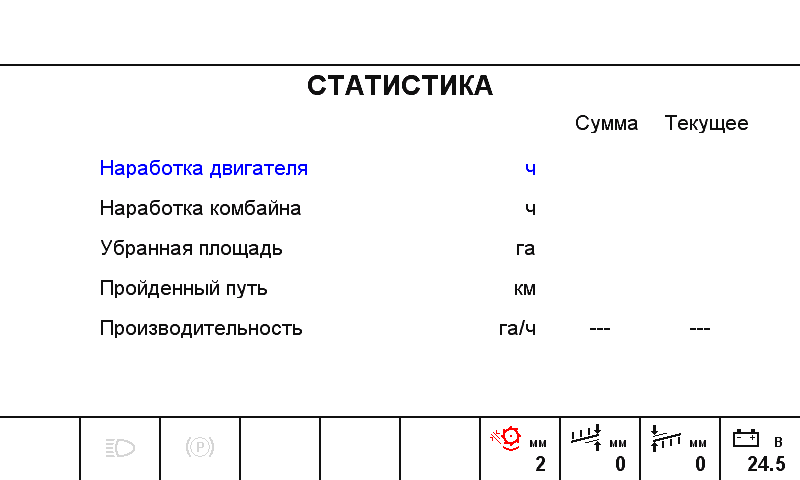 СТАТИСТИКА
Сумма Текущее
Наработка двигателя ч
Наработка комбайна ч
Убранная площадь га
Пройденный путь км
Производительность га/ч --- ---
P мм мм мм В
2 0 0 24.5